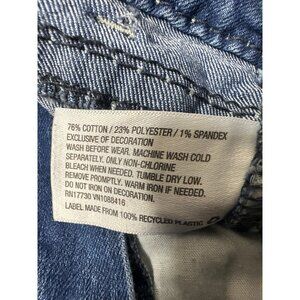 76% COTTON / 23% POLYESTER / 1% SPANDEX
EXCLUSIVE OF DECORATION
WASH BEFORE WEAR. MACHINE WASH COLD
SEPARATELY. ONLY NON-CHLORINE
BLEACH WHEN NEEDED. TUMBLE DRY LOW.
REMOVE PROMPTLY. WARM IRON IF NEEDED.
DO NOT IRON ON DECORATION.
RN17730 VN1088416
LABEL MADE FROM 100% RECYCLED PLASTIC